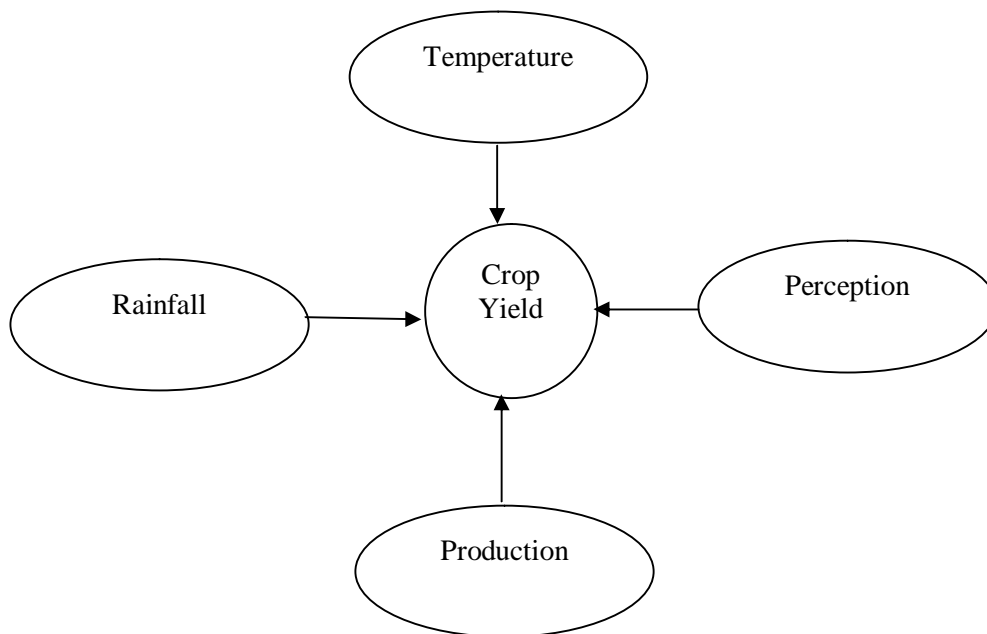 Temperature
Rainfall
Crop
Yield
Perception
Production